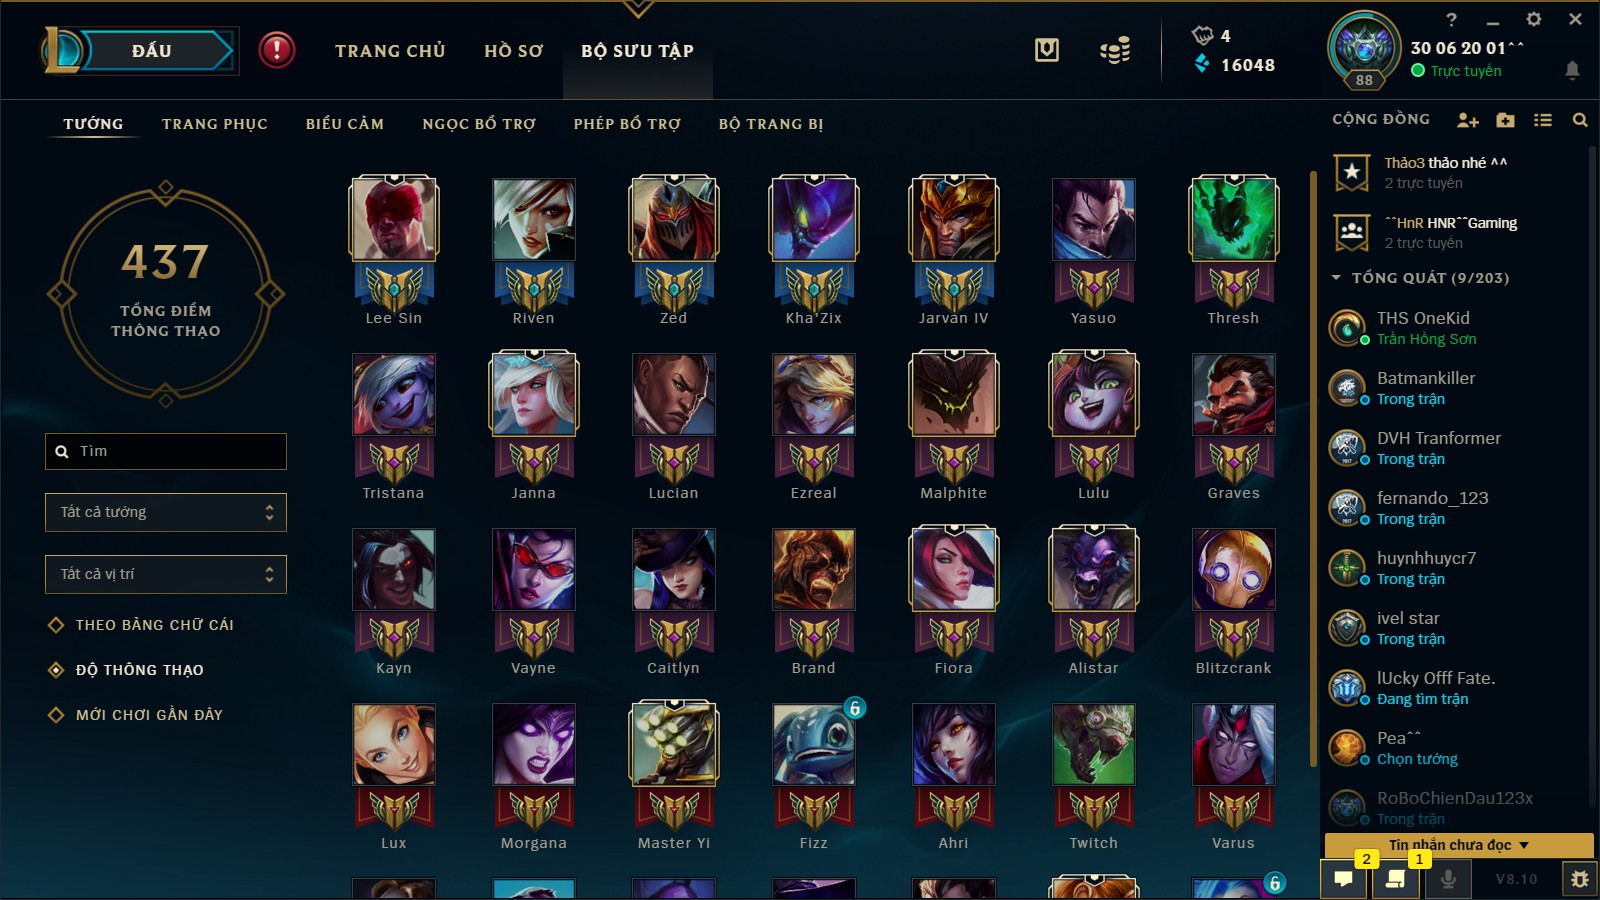 ĐẤU
TRANG CHỦ
HỒ SƠ
BỘ SƯU TẬP
4
16048
88
30 06 20 01^^
Trực tuyến
TƯỚNG
TRANG PHỤC
BIỂU CẢM
NGỌC BỔ TRỢ
PHÉP BỔ TRỢ
BỘ TRANG BỊ
437
TỔNG ĐIỂM
THÔNG THẠO
Tìm
Tất cả tướng
Tất cả vị trí
THEO BẢNG CHỮ CÁI
ĐỘ THÔNG THẠO
MỚI CHƠI GẦN ĐÂY
Lee Sin
Riven
Zed
Kha'Zix
Jarvan IV
Yasuo
Thresh
Tristana
Janna
Lucian
Ezreal
Malphite
Lulu
Graves
Kayn
Vayne
Caitlyn
Brand
Fiora
Alistar
Blitzcrank
6
Lux
Morgana
Master Yi
Fizz
Ahri
Twitch
Varus
6
CỘNG ĐỒNG
Thảo3 thảo nhé ^^
2 trực tuyến
^^HnR HNR^^Gaming
2 trực tuyến
TỔNG QUÁT (9/203)
THS OneKid
Trần Hồng Sơn
Batmankiller
Trong trận
DVH Tranformer
Trong trận
fernando_123
Trong trận
huynhhuycr7
Trong trận
ivel star
Trong trận
lUcky Offf Fate.
Đang tìm trận
Pea^^
Chọn tướng
RoBoChienDau123x
Trong trận
Tin nhắn chưa đọc
2
1
V8.10